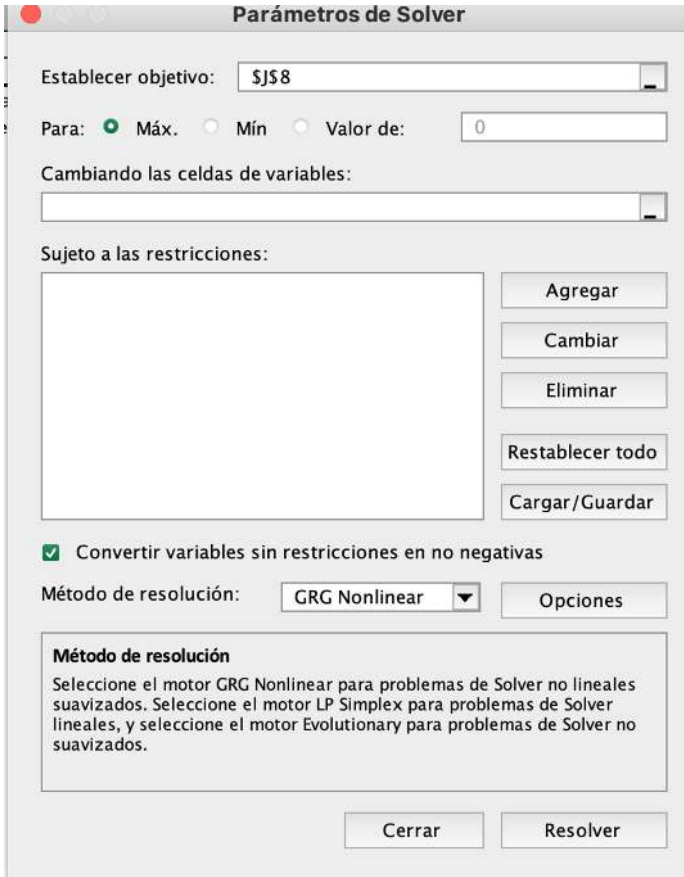 Parámetros de Solver
Establecer objetivo: $J$8
Para: Máx. Mín Valor de: 0
Cambiando las celdas de variables:
Sujeto a las restricciones:
Agregar
Cambiar
Eliminar
Restablecer todo
Cargar/Guardar
Convertir variables sin restricciones en no negativas
Método de resolución: GRG Nonlinear Opciones
Método de resolución
Seleccione el motor GRG Nonlinear para problemas de Solver no lineales
suavizados. Seleccione el motor LP Simplex para problemas de Solver
lineales, y seleccione el motor Evolutionary para problemas de Solver no
suavizados.
Cerrar Resolver